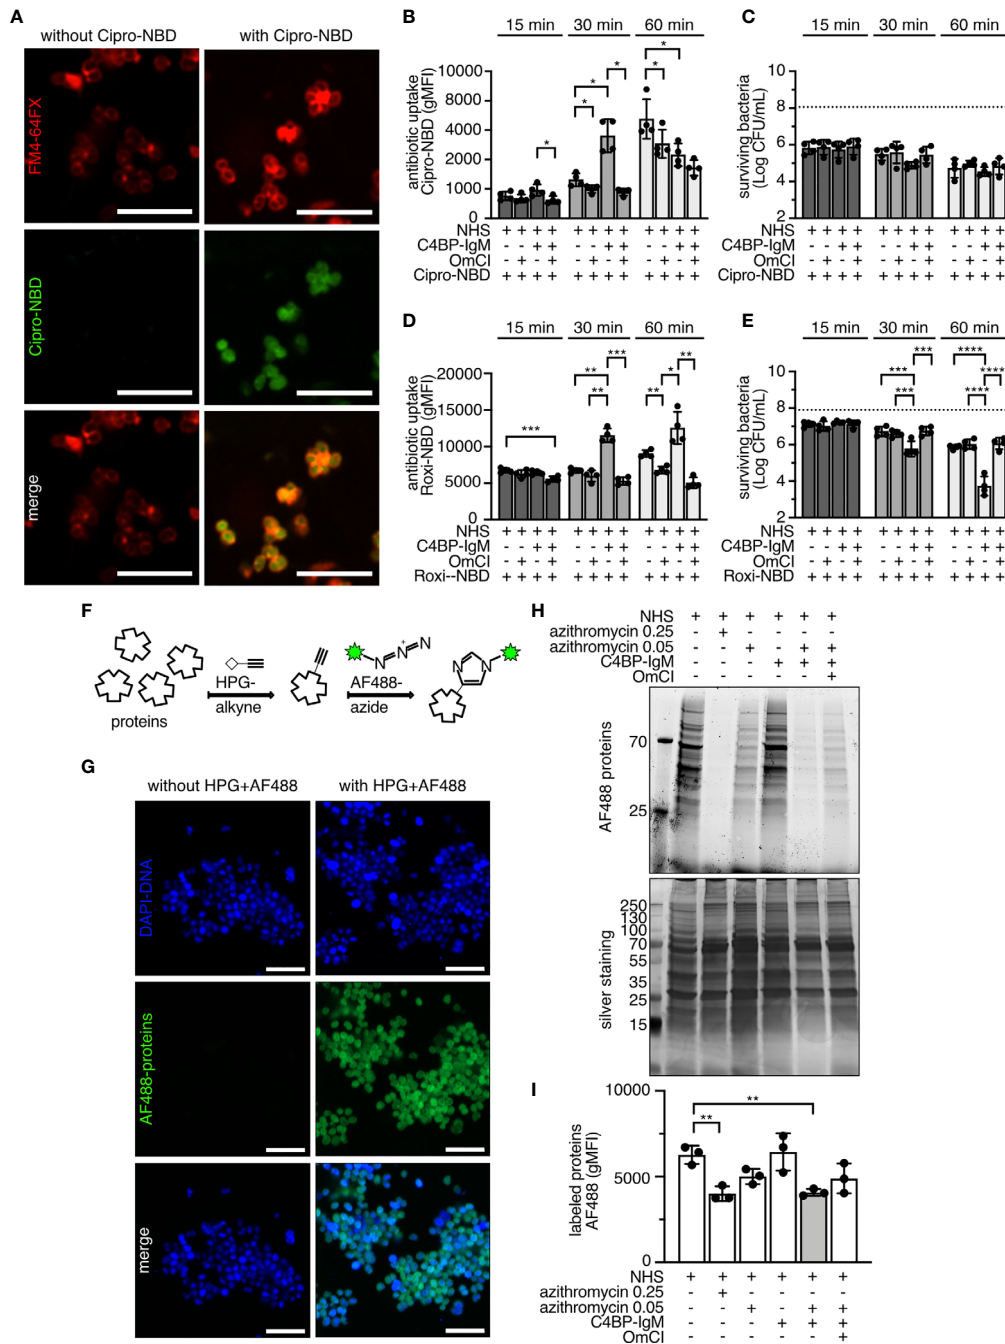 A
without Cipro-NBD
with Cipro-NBD
FM4-64FX
Cipro-NBD
merge
B
15 min
30 min
60 min
antibiotic uptake
Cipro-NBD (gMFI)
10000
8000
4000
2000
1000
0
*
*
*
*
*
*
*
NHS + + + + + + + + + + + +
C4BP-IgM - - + + - - + + - - + +
OmCI - + - + - + - + - + - +
Cipro-NBD + + + + + + + + + + + +
C
15 min
30 min
60 min
surviving bacteria
(Log CFU/mL)
10
8
6
4
2
NHS + + + + + + + + + + + +
C4BP-IgM - - + + - - + + - - + +
OmCI - + - + - + - + - + - +
Cipro-NBD + + + + + + + + + + + +
D
15 min
30 min
60 min
antibiotic uptake
Roxi-NBD (gMFI)
20000
15000
10000
5000
0
***
**
**
***
**
*
**
NHS + + + + + + + + + + + +
C4BP-IgM - - + + - - + + - - + +
OmCI - + - + - + - + - + - +
Roxi--NBD + + + + + + + + + + + +
E
15 min
30 min
60 min
surviving bacteria
(Log CFU/mL)
10
8
6
4
2
***
***
***
****
****
****
NHS + + + + + + + + + + + +
C4BP-IgM - - + + - - + + - - + +
OmCI - + - + - + - + - + - +
Roxi-NBD + + + + + + + + + + + +
F
proteins
HPG-
alkyne
AF488-
azide
N
N
N
+
N
N
G
without HPG+AF488
with HPG+AF488
DAPI-DNA
AF488-proteins
merge
H
NHS + + + + + +
azithromycin 0.25 - + - - - -
azithromycin 0.05 - - + - + +
C4BP-IgM - - - + + +
OmCI - - - - - +
AF488 proteins
70
25
silver staining
250
130
100
70
55
35
25
15
I
labeled proteins
AF488 (gMFI)
10000
5000
0
**
**
NHS + + + + + +
azithromycin 0.25 - + - - - -
azithromycin 0.05 - - + - + +
C4BP-IgM - - - + + +
OmCI - - - - - +